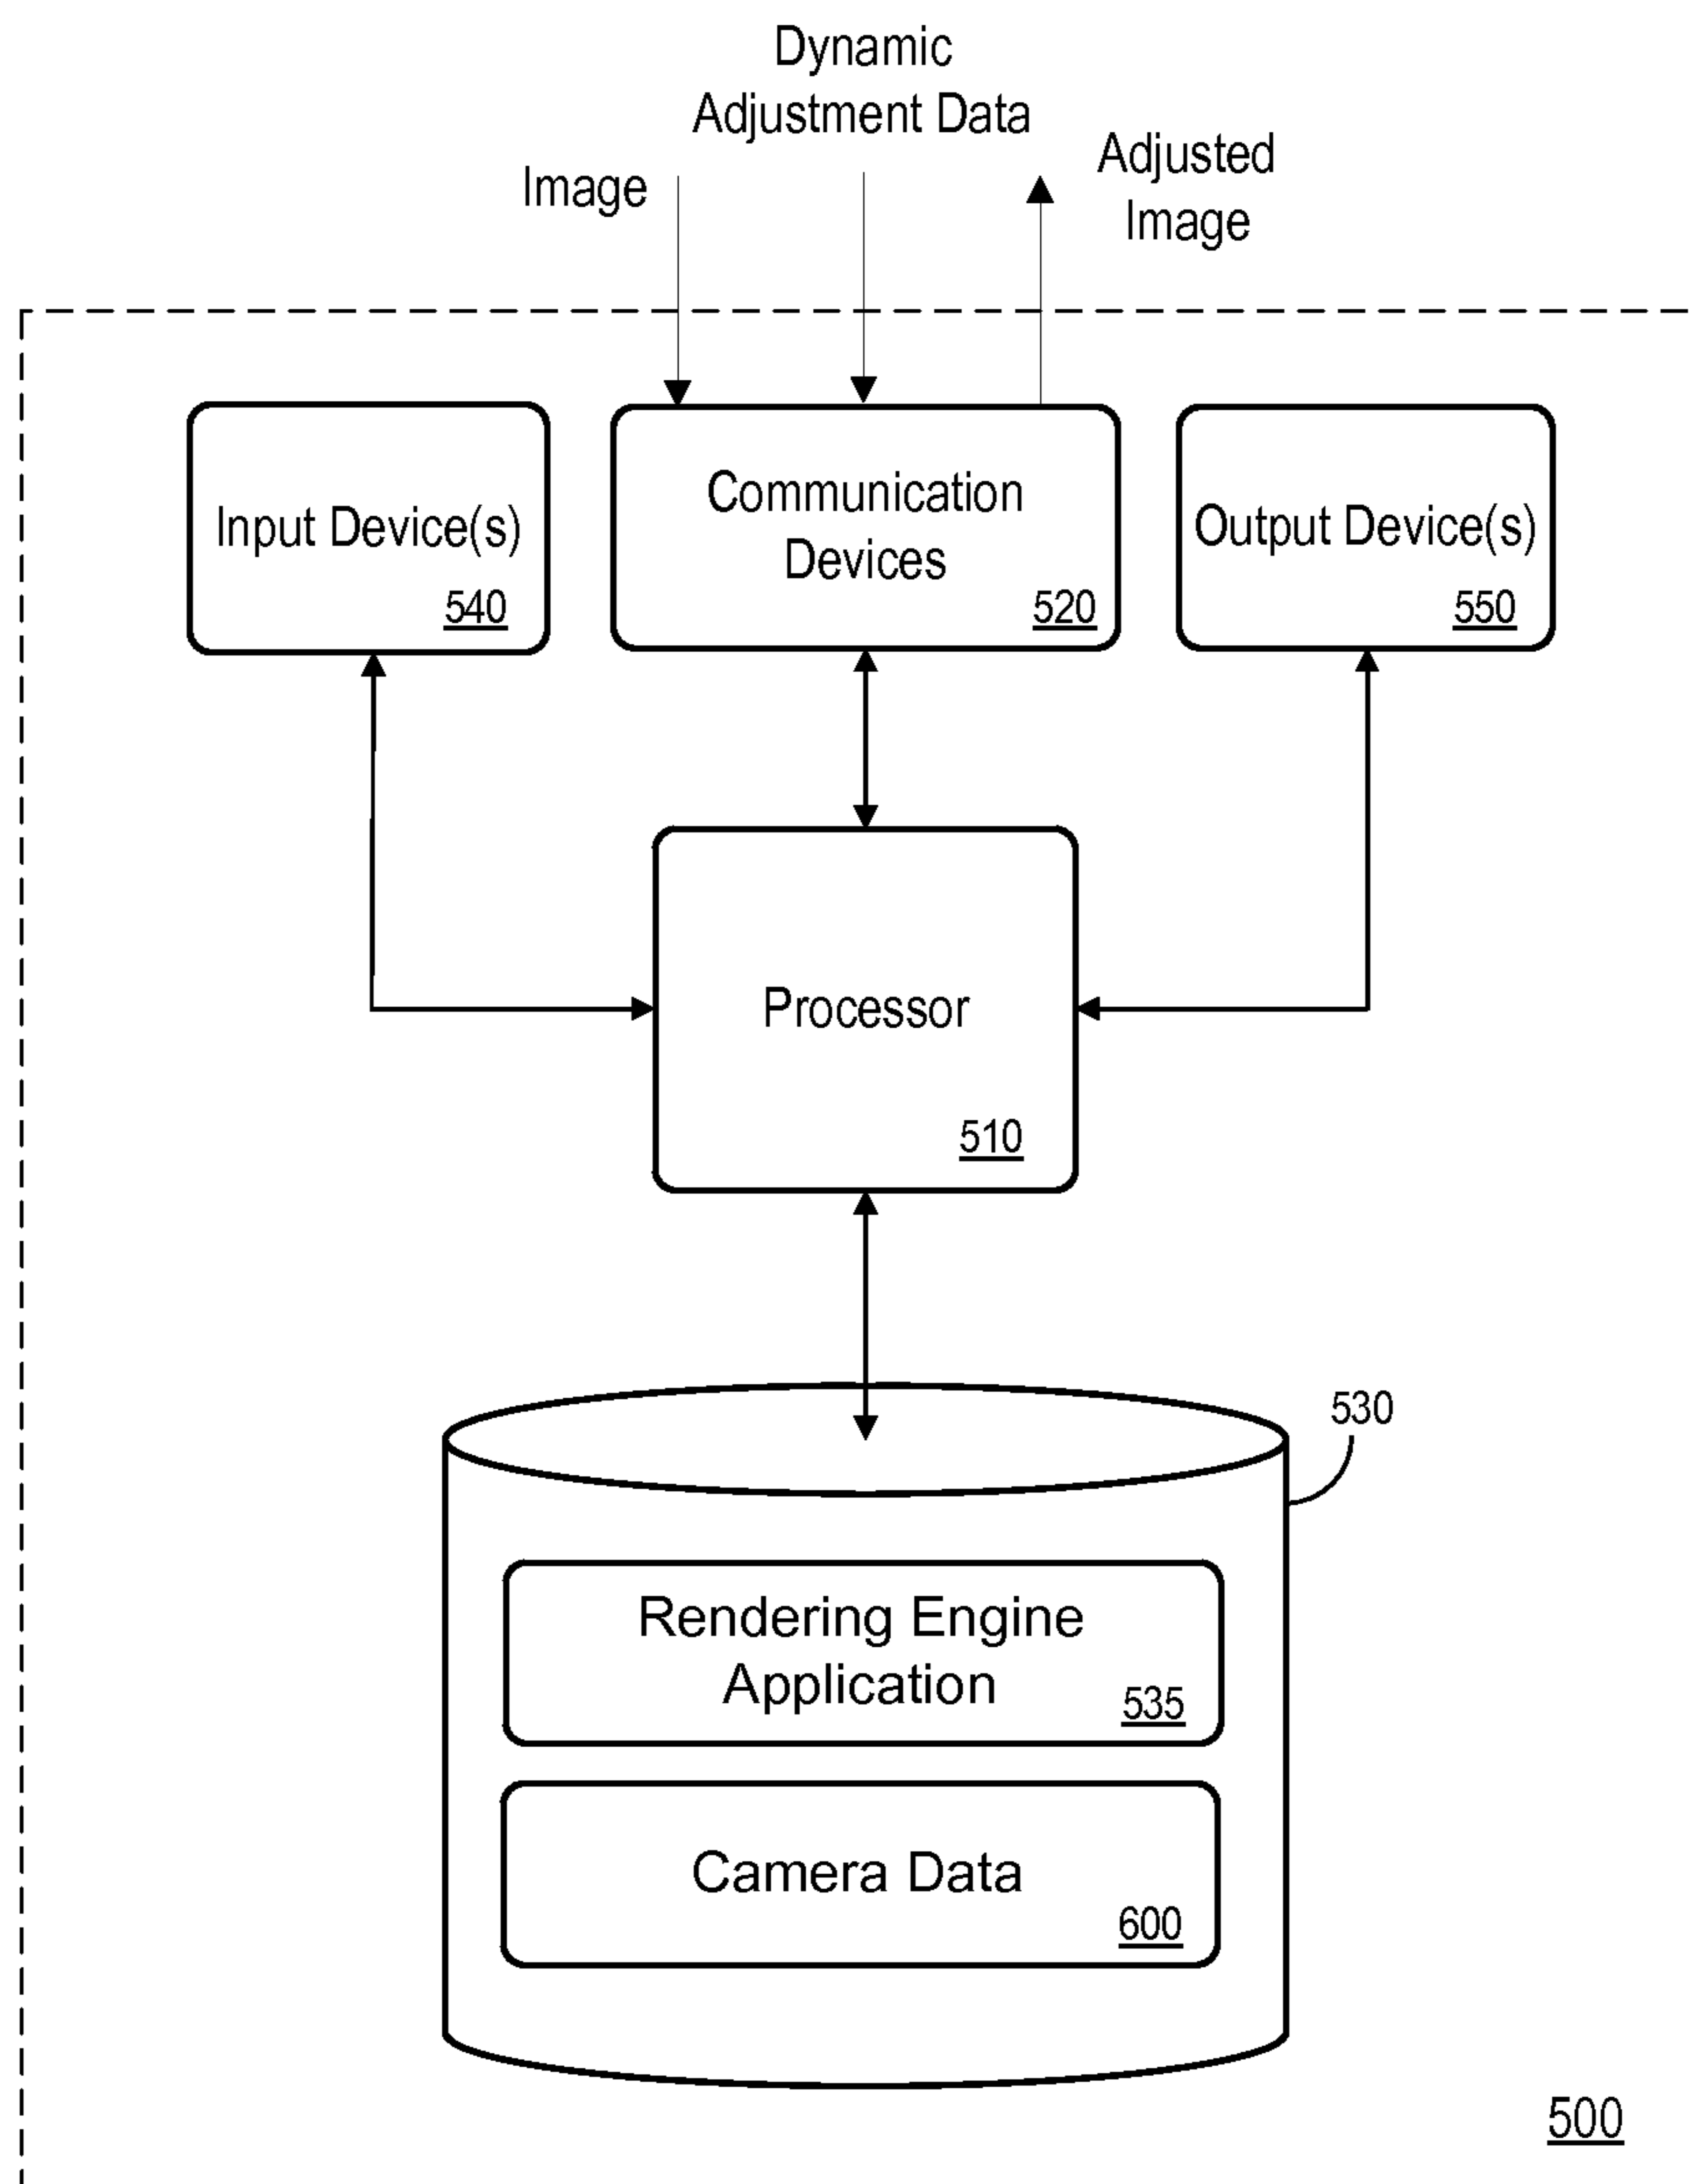 Dynamic
Adjustment Data
Image
Adjusted
Image
Input Device(s)
540
Communication
Devices
520
Output Device(s)
550
Processor
510
530
Rendering Engine
Application
535
Camera Data
600
500